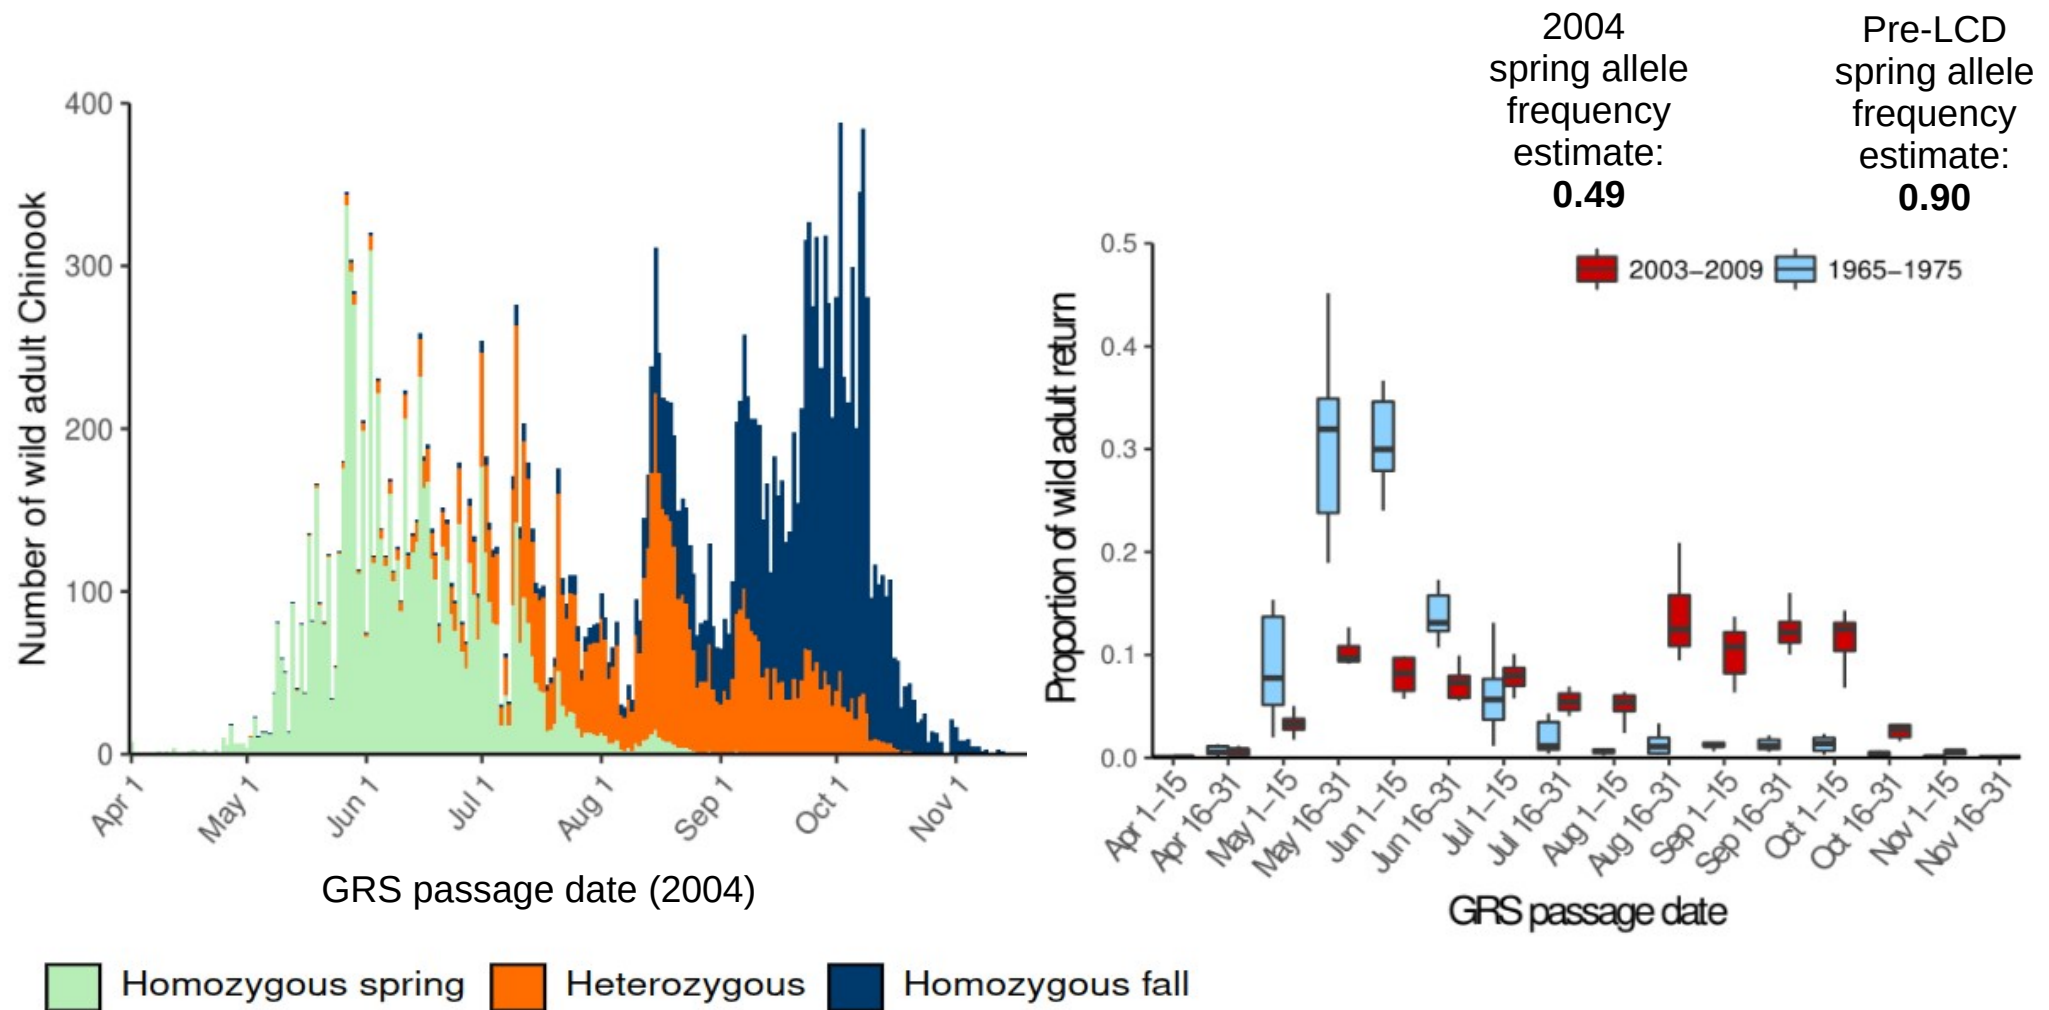 2004
spring allele
frequency
estimate:
0.49
Pre-LCD
spring allele
frequency
estimate:
0.90
Number of wild adult Chinook
400
300
200
100
0
Apr 1
May 1
Jun 1
Jul 1
Aug 1
Sep 1
Oct 1
Nov 1
GRS passage date (2004)
Proportion of wild adult return
0.5
0.4
0.3
0.2
0.1
0.0
2003–2009
1965–1975
Apr 1–15
Apr 16–31
May 1–15
May 16–31
Jun 1–15
Jun 16–31
Jul 1–15
Jul 16–31
Aug 1–15
Aug 16–31
Sep 1–15
Sep 16–31
Oct 1–15
Oct 16–31
Nov 1–15
Nov 16–31
GRS passage date
Homozygous spring
Heterozygous
Homozygous fall